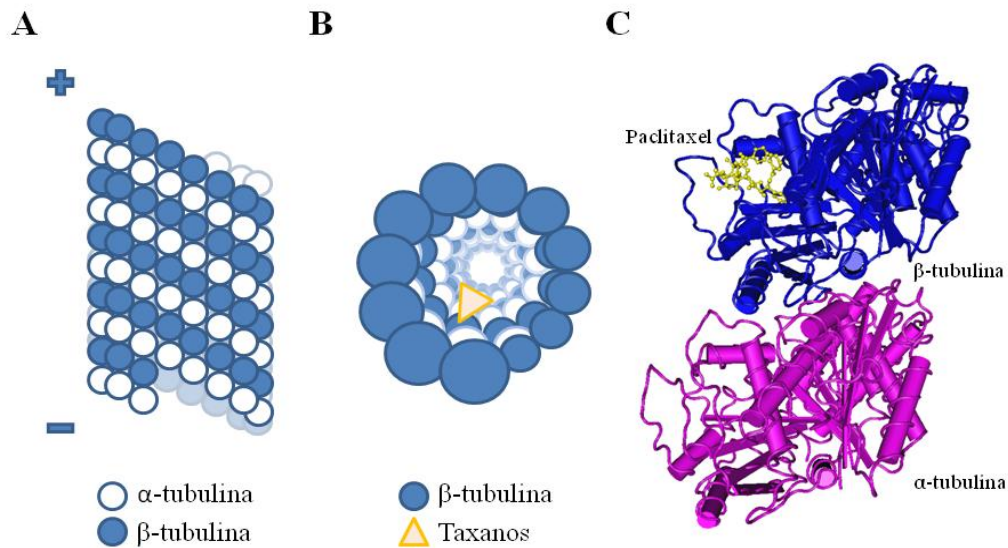 A
B
C
+
−
α-tubulina
β-tubulina
β-tubulina
Taxanos
Paclitaxel
β-tubulina
α-tubulina